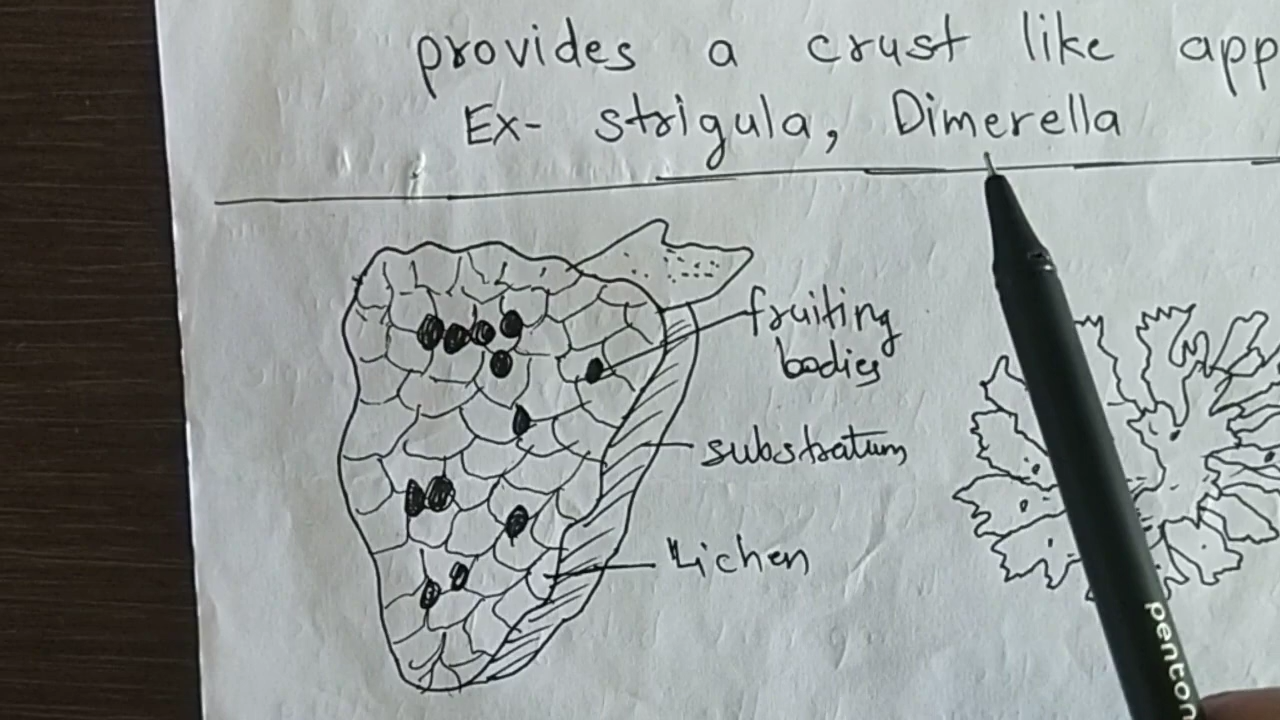 provides a crust like app
Ex- strigula, Dimerella
fruiting
bodies
substratum
Lichen
penton